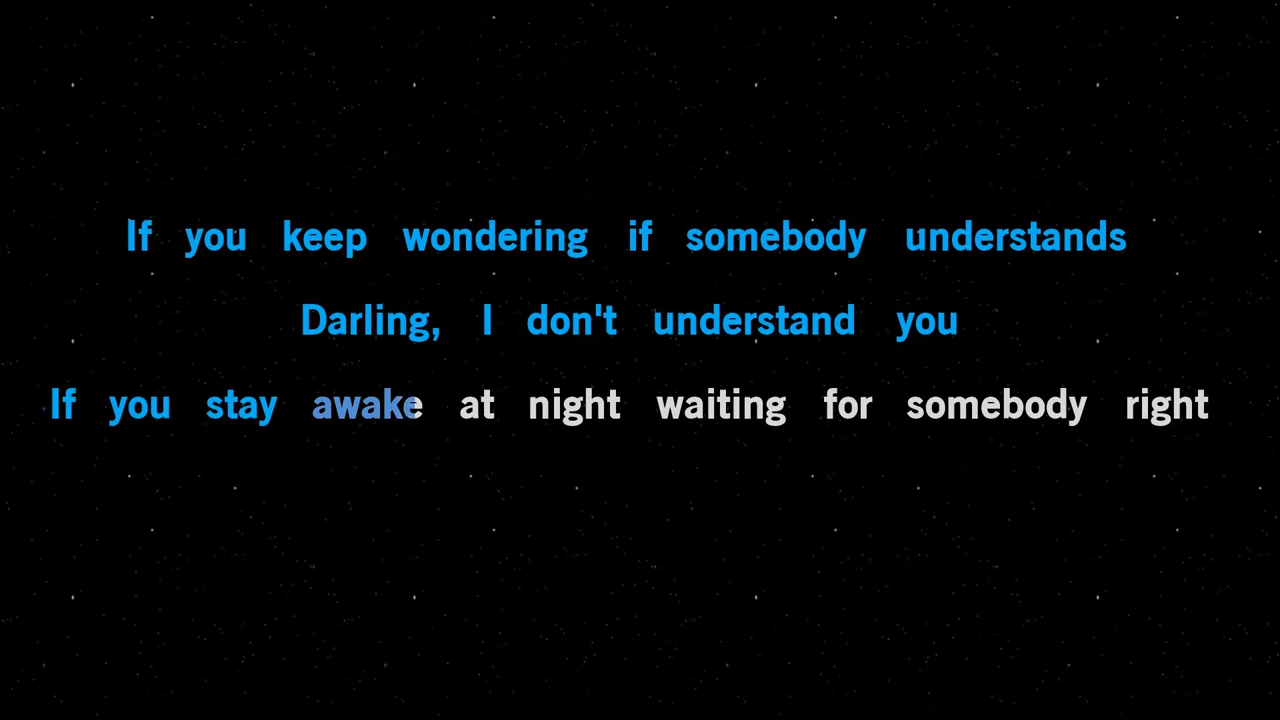 If you keep wondering if somebody understands
Darling, I don't understand you
If you stay awake at night waiting for somebody right